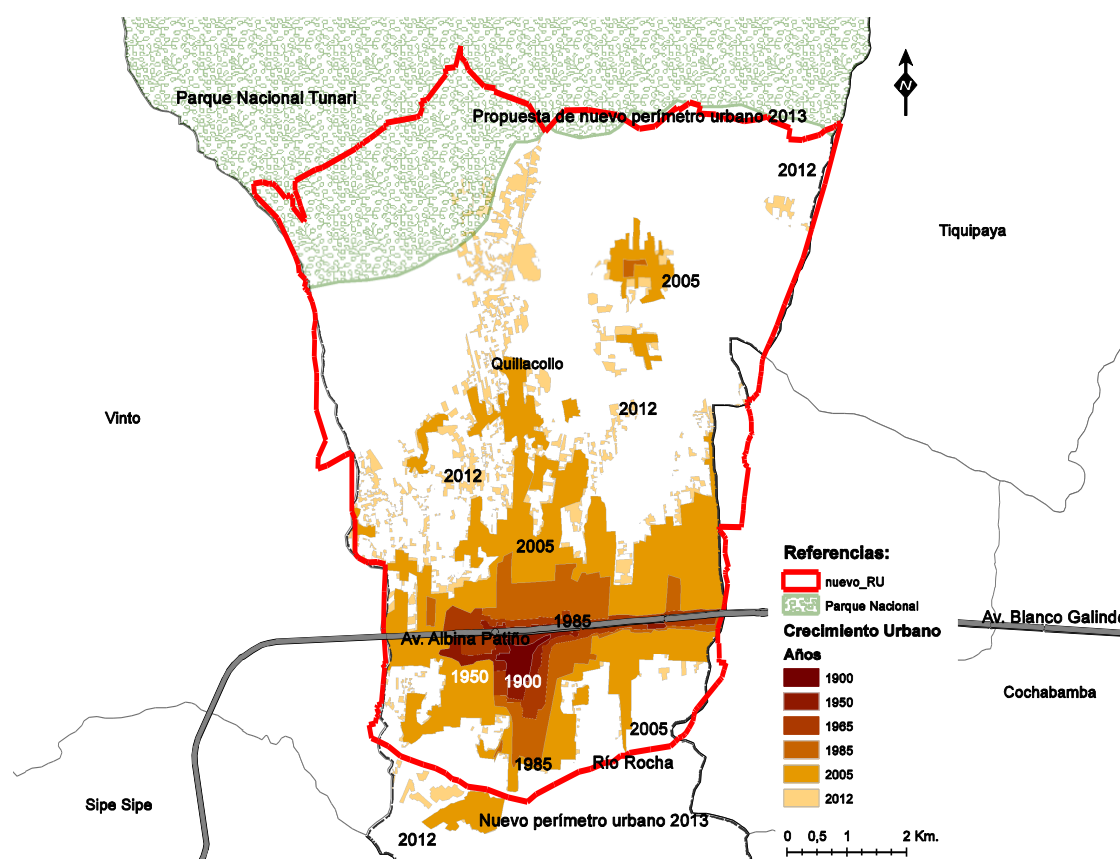 Parque Nacional Tunari
Propuesta de nuevo perímetro urbano 2013
N
2012
Tiquipaya
2005
Quillacollo
2012
Vinto
2012
2005
Referencias:
nuevo_RU
Parque Nacional
Av. Blanco Galindo
1985
Crecimiento Urbano
Av. Albina Patiño
Años
1950
1900
1900
Cochabamba
1950
1965
2005
1985
Río Rocha
1985
2005
2012
Sipe Sipe
Nuevo perímetro urbano 2013
2012
0 0,5 1 2 Km.